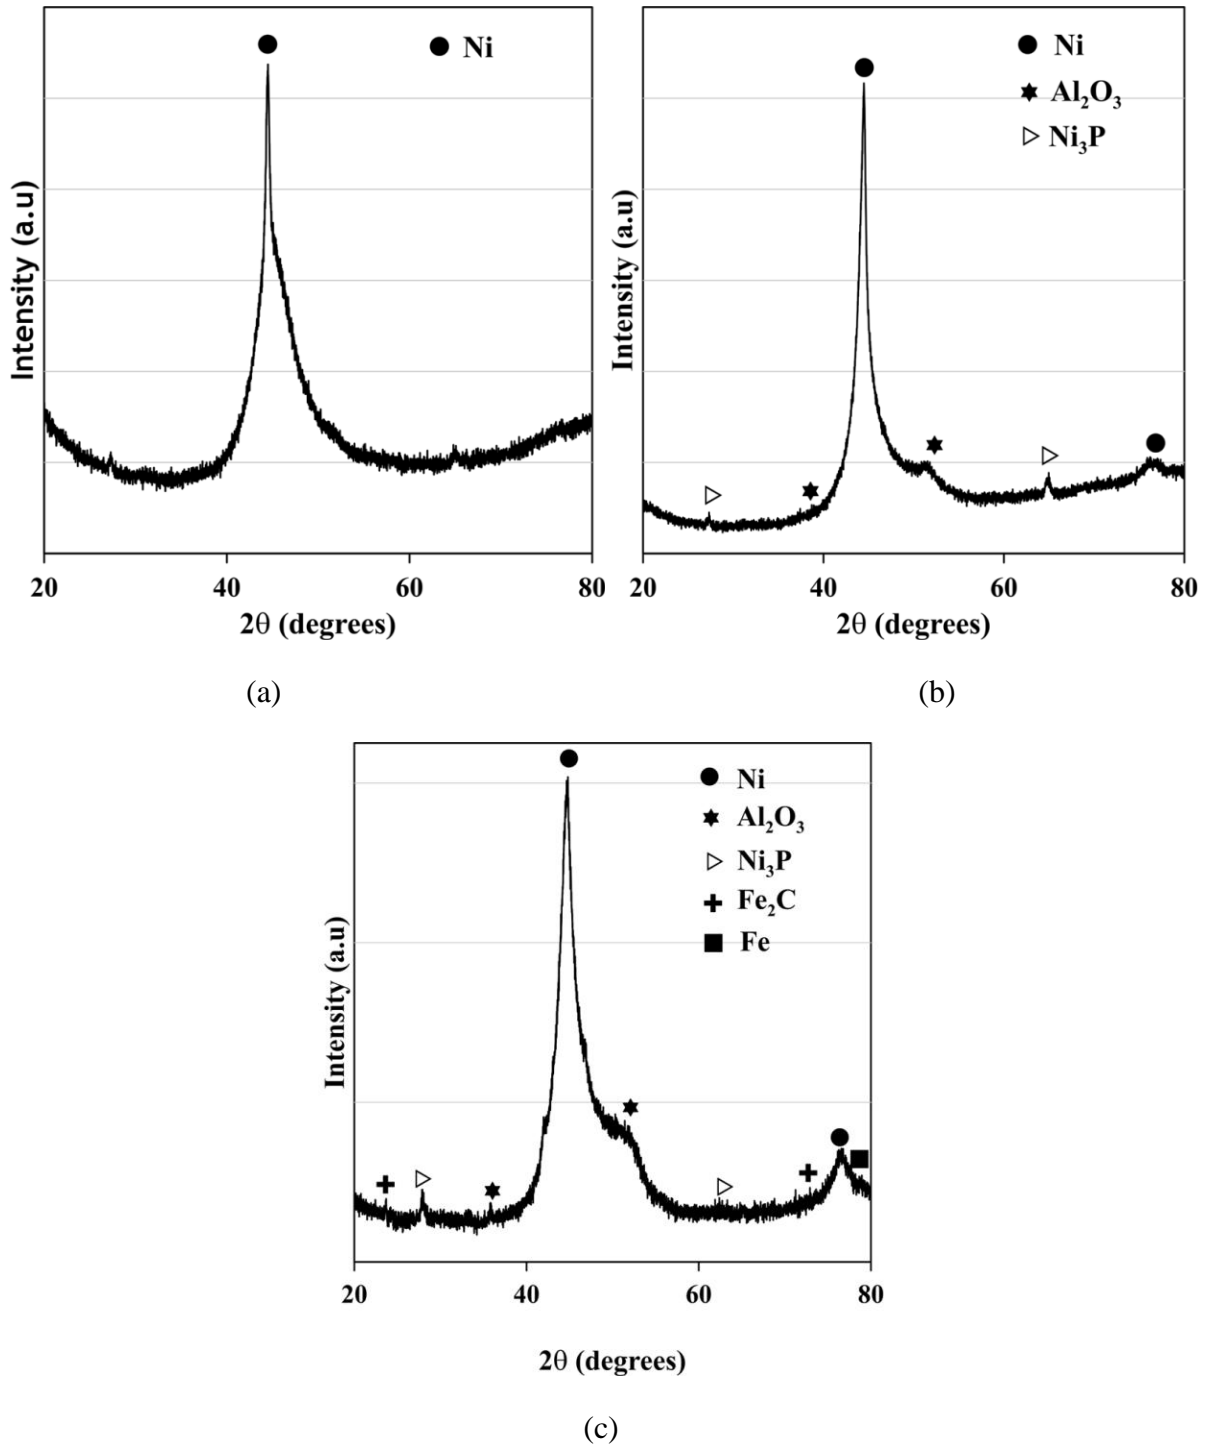 Ni
Intensity (a.u)
20 40 60 80
2θ (degrees)
(a)
Ni
Al₂O₃
Ni₃P
Intensity (a.u)
20 40 60 80
2θ (degrees)
(b)
Ni
Ni
Al₂O₃
Ni₃P
Fe₂C
Fe
Intensity (a.u)
20 40 60 80
2θ (degrees)
(c)